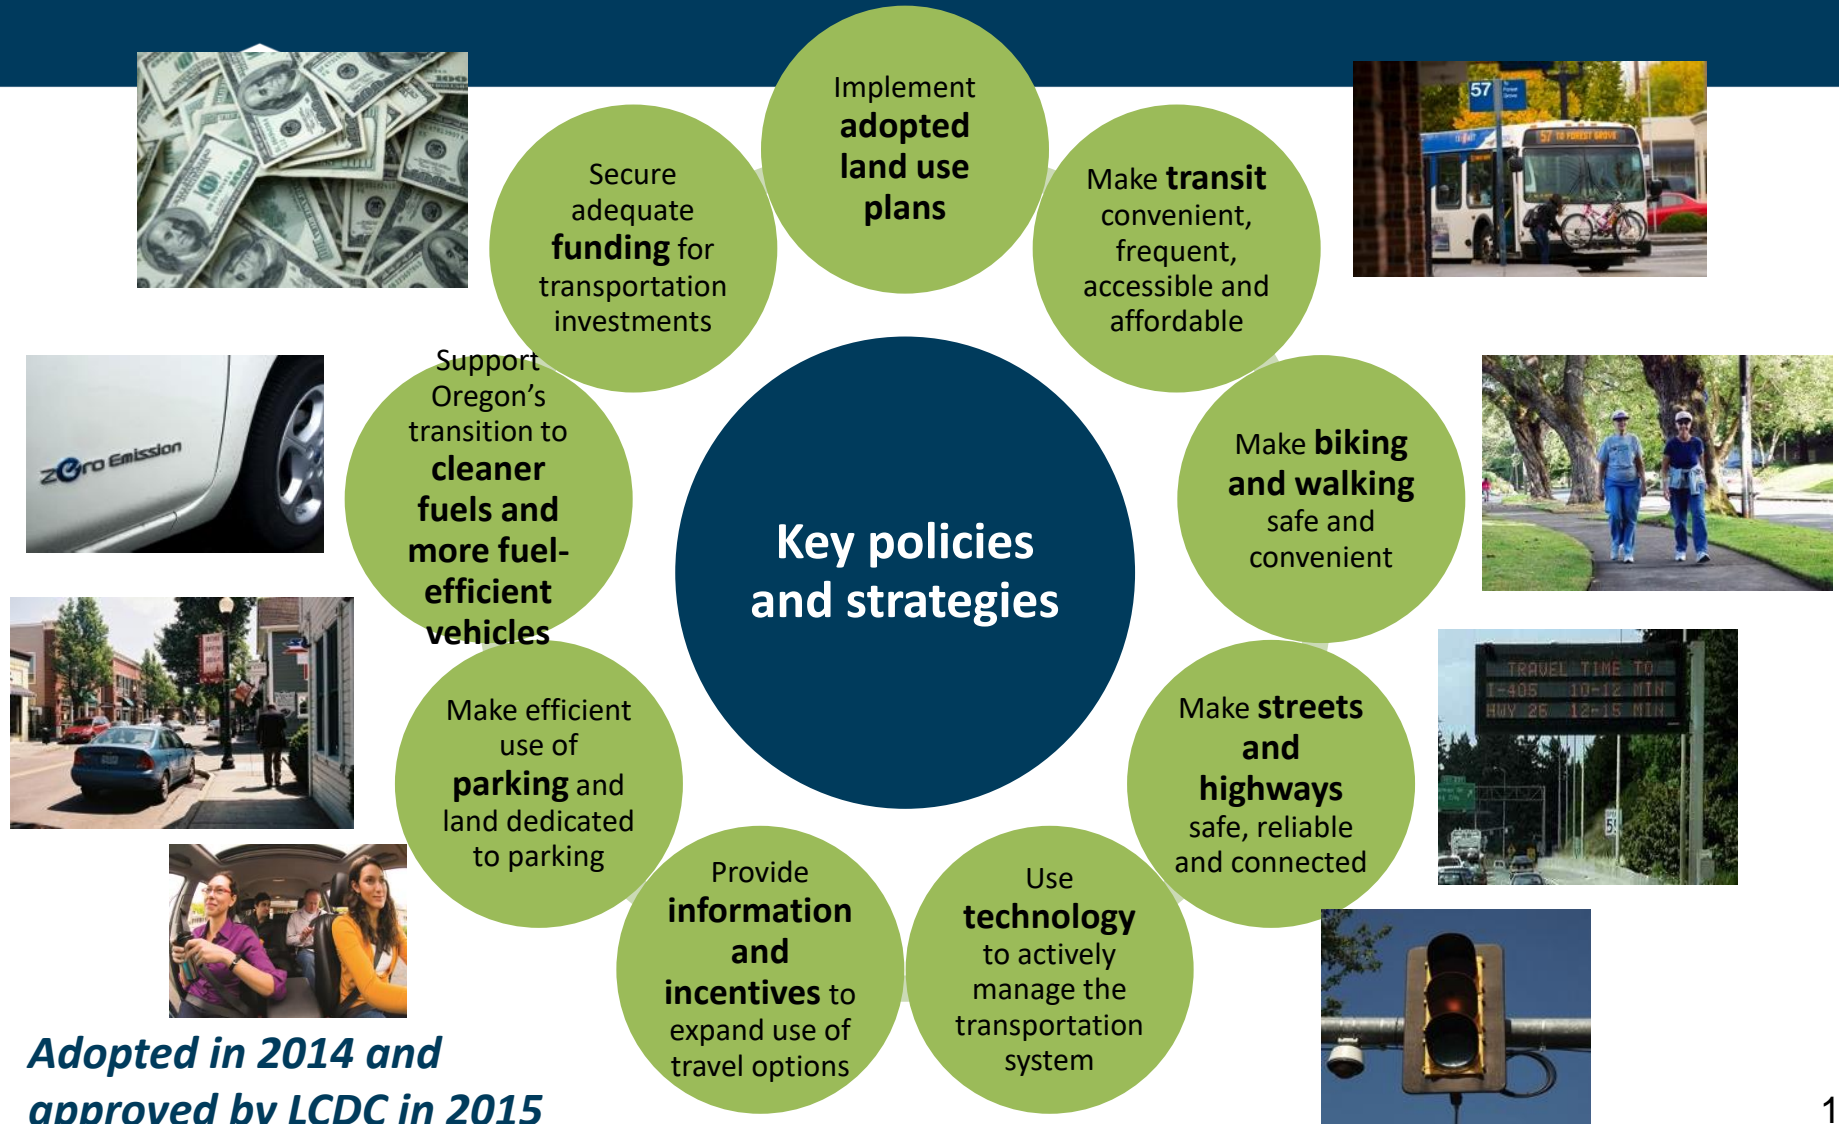 Implement
adopted
land use
plans
Make transit
convenient,
frequent,
accessible and
affordable
Make biking
and walking
safe and
convenient
Make streets
and
highways
safe, reliable
and connected
Use
technology
to actively
manage the
transportation
system
Provide
information
and
incentives to
expand use of
travel options
Make efficient
use of
parking and
land dedicated
to parking
Support
Oregon’s
transition to
cleaner
fuels and
more fuel-
efficient
vehicles
Secure
adequate
funding for
transportation
investments
Key policies
and strategies
57
57 TO FOREST GROVE
zero Emission
TRAVEL TIME TO
I-405 10-12 MIN
HWY 26 12-15 MIN
Adopted in 2014 and
approved by LCDC in 2015
1